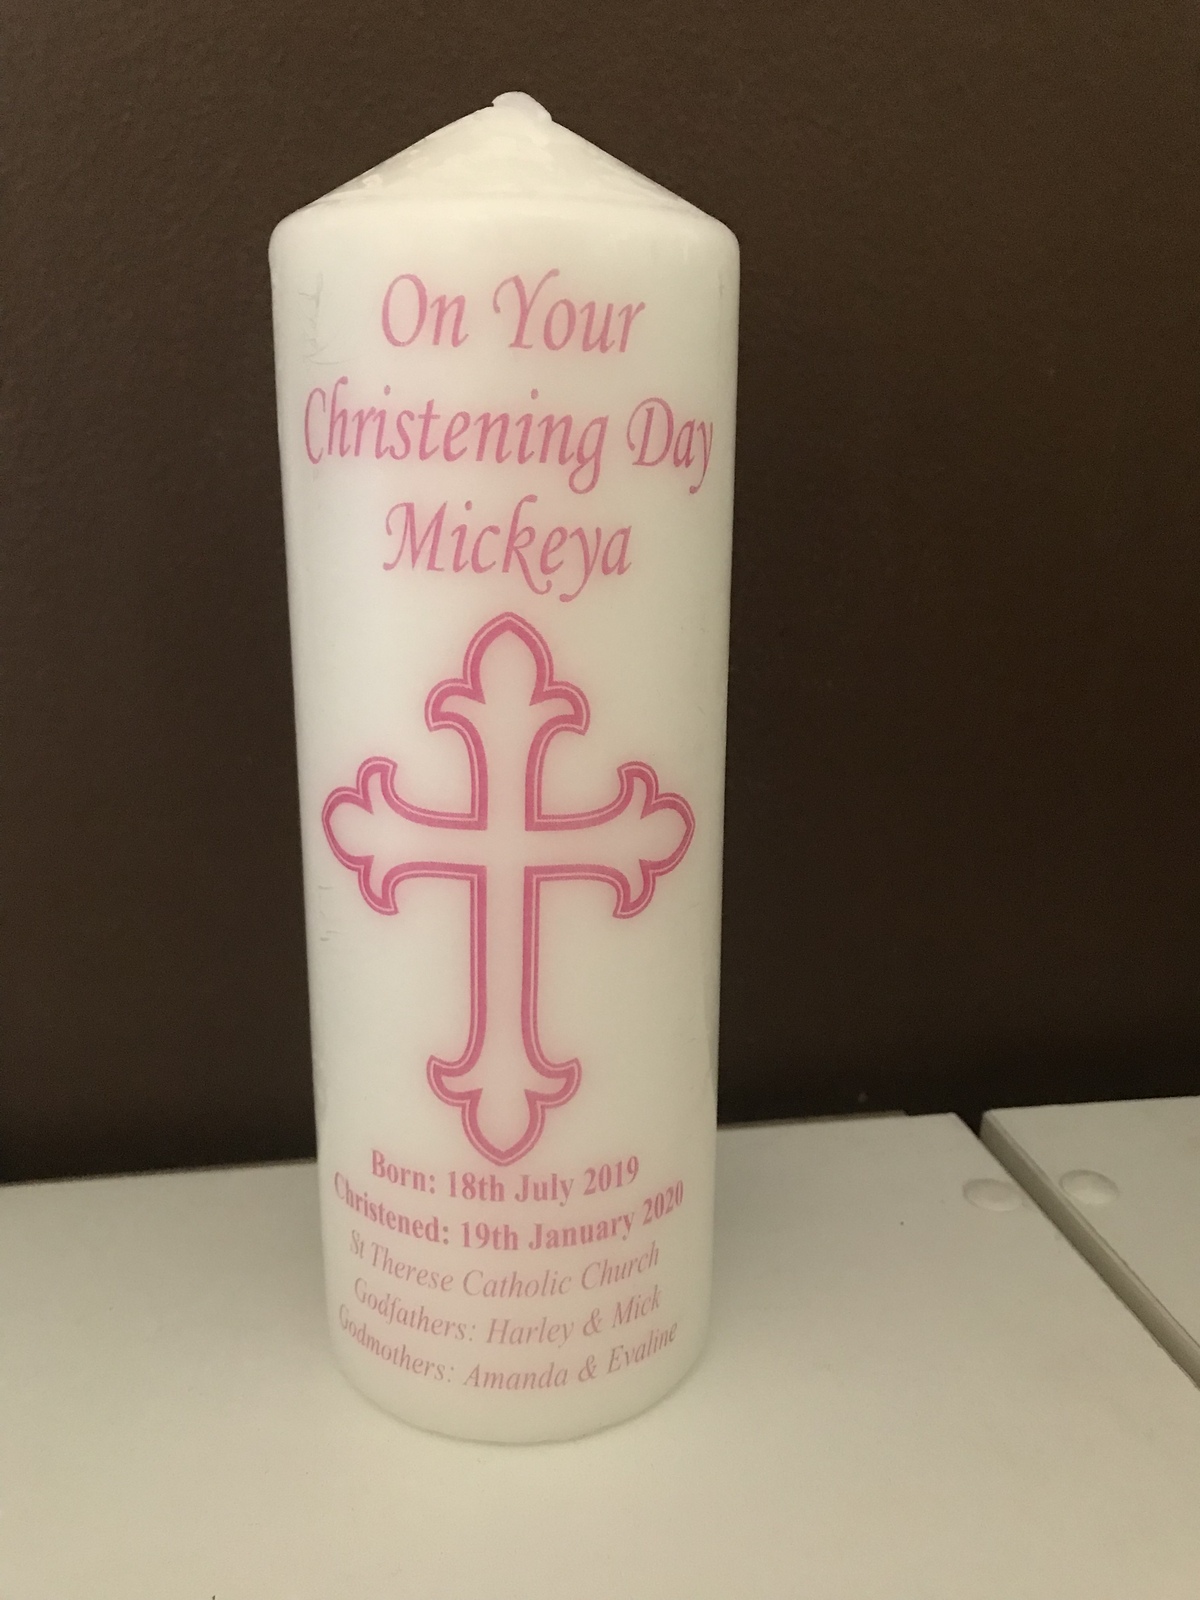 On Your
Christening Day
Mickeya
Born: 18th July 2019
Christened: 19th January 2020
St Therese Catholic Church
Godfathers: Harley & Mick
Godmothers: Amanda & Evaline